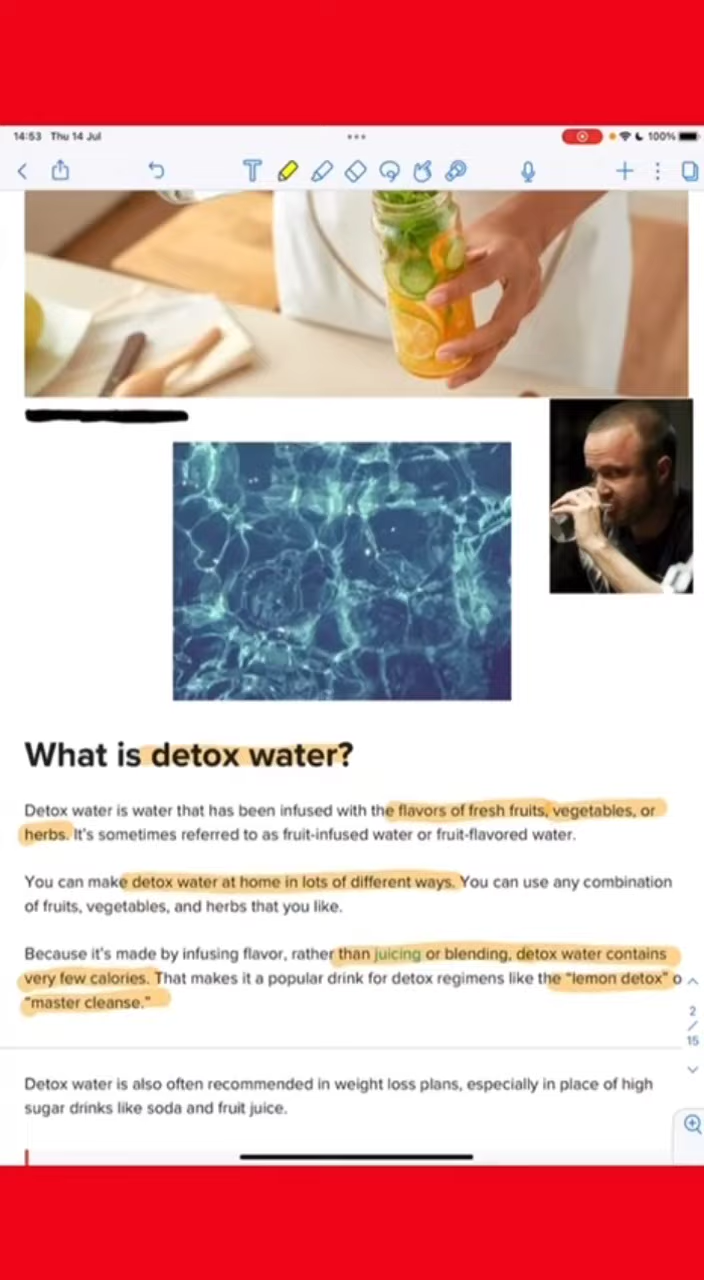 14:53 Thu 14 Jul
100%
What is detox water?
Detox water is water that has been infused with the flavors of fresh fruits, vegetables, or
herbs. It's sometimes referred to as fruit-infused water or fruit-flavored water.
You can make detox water at home in lots of different ways. You can use any combination
of fruits, vegetables, and herbs that you like.
Because it's made by infusing flavor, rather than juicing or blending, detox water contains
very few calories. That makes it a popular drink for detox regimens like the "lemon detox" o
"master cleanse."
2
/
15
Detox water is also often recommended in weight loss plans, especially in place of high
sugar drinks like soda and fruit juice.